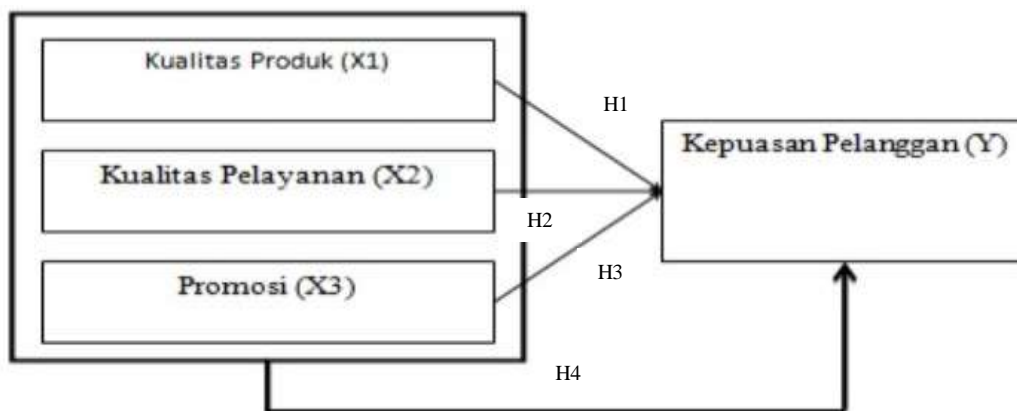 Kualitas Produk (X1)
H1
Kepuasan Pelanggan (Y)
Kualitas Pelayanan (X2)
H2
H3
Promosi (X3)
H4